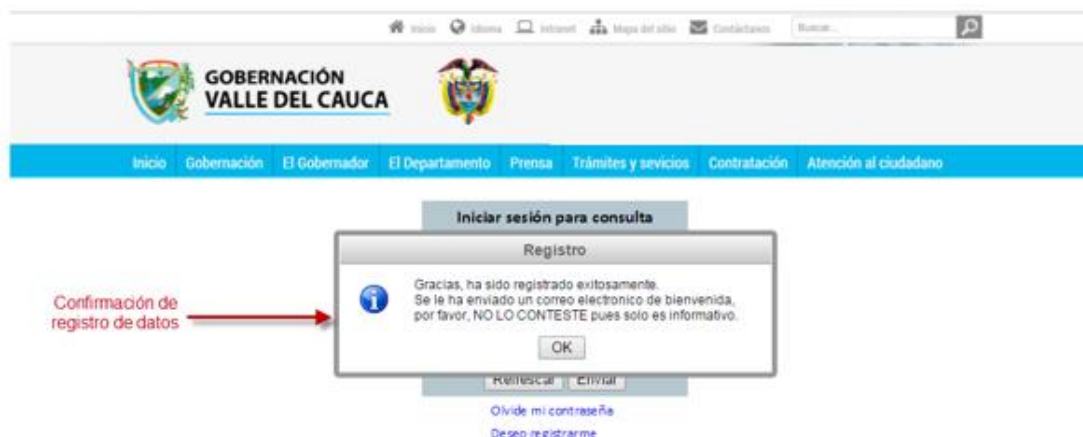 Inicio Idioma Intranet Mapa del sitio Contáctanos Buscar...
GOBERNACIÓN
VALLE DEL CAUCA
Inicio Gobernación El Gobernador El Departamento Prensa Trámites y sevicios Contratación Atención al ciudadano
Iniciar sesión para consulta
Registro
Gracias, ha sido registrado exitosamente.
Se le ha enviado un correo electronico de bienvenida,
por favor, NO LO CONTESTE pues solo es informativo.
OK
Confirmación de
registro de datos
Refrescar Enviar
Olvide mi contraseña
Deseo registrarme